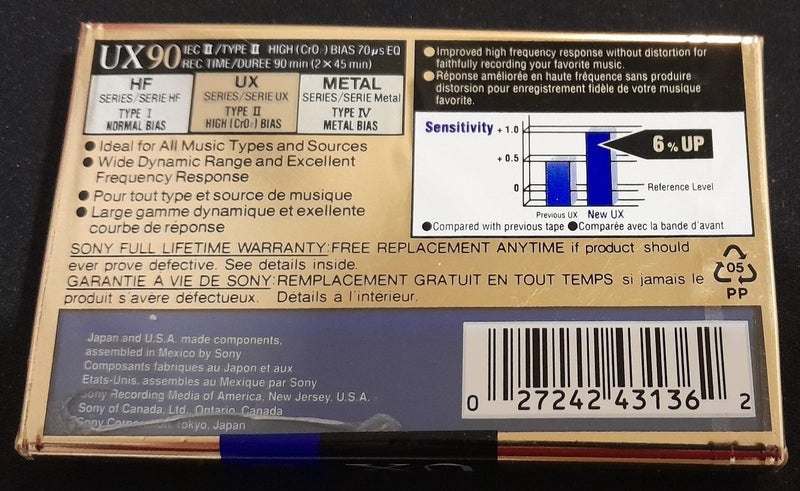 UX90 IEC II/TYPE II HIGH (CrO2) BIAS 70µs EQ
REC.TIME/DUREE 90 min (2 × 45 min)
HF
SERIES/SERIE HF
TYPE I
NORMAL BIAS
UX
SERIES/SERIE UX
TYPE II
HIGH (CrO2) BIAS
METAL
SERIES/SERIE Metal
TYPE IV
METAL BIAS
● Ideal for All Music Types and Sources
● Wide Dynamic Range and Excellent
Frequency Response
● Pour tout type et source de musique
● Large gamme dynamique et exellente
courbe de réponse
● Improved high frequency response without distortion for
faithfully recording your favorite music.
● Réponse améliorée en haute fréquence sans produire
distorsion pour enregistrement fidèle de votre musique
favorite.
Sensitivity
+1.0
+0.5
0
6% UP
Reference Level
Previous UX New UX
●Compared with previous tape ●Comparée avec la bande d'avant
SONY FULL LIFETIME WARRANTY:FREE REPLACEMENT ANYTIME if product should
ever prove defective. See details inside.
GARANTIE A VIE DE SONY:REMPLACEMENT GRATUIT EN TOUT TEMPS si jamais le
produit s'avère défectueux. Détails à l'intérieur.
05
PP
Japan and U.S.A. made components,
assembled in Mexico by Sony
Composants fabriques au Japon et aux
Etats-Unis, assembles au Mexique par Sony
Sony Recording Media of America, New Jersey, U.S.A.
Sony of Canada, Ltd., Ontario, Canada
Sony Corporation, Tokyo, Japan
0 27242 43136 2